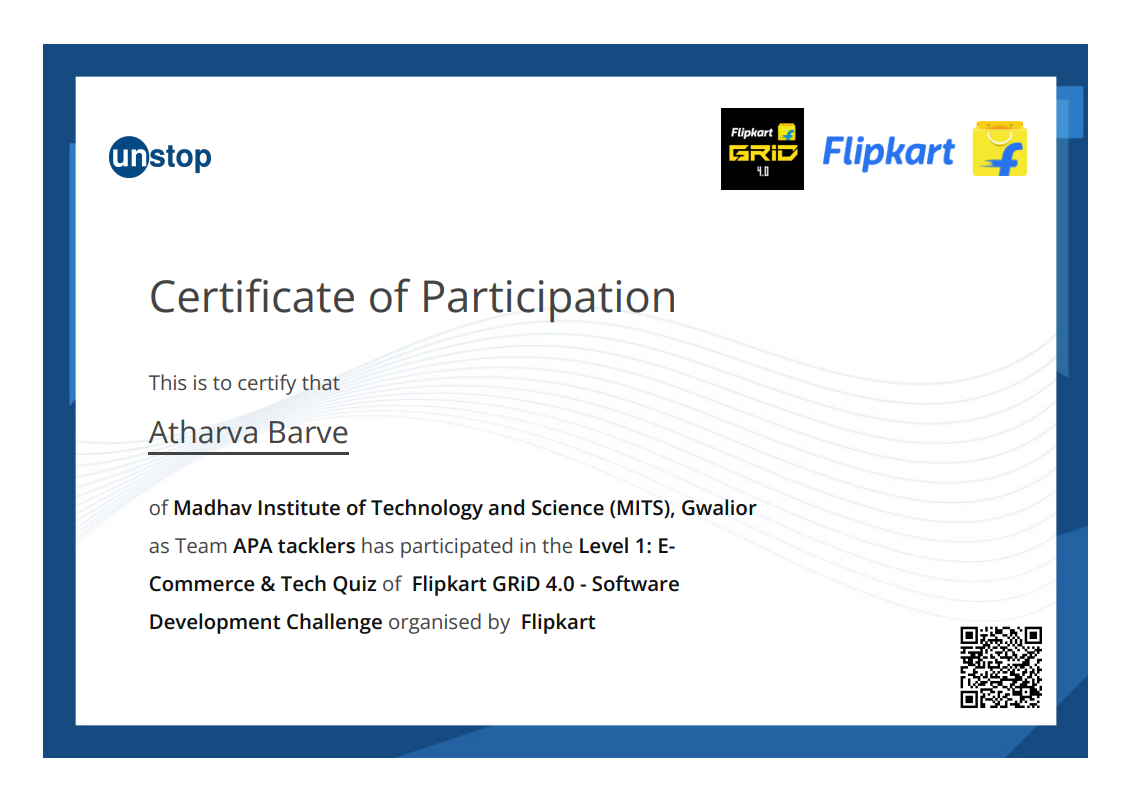 unstop
Flipkart
GRiD
4.0
Flipkart
Certificate of Participation
This is to certify that
Atharva Barve
of Madhav Institute of Technology and Science (MITS), Gwalior
as Team APA tacklers has participated in the Level 1: E-
Commerce & Tech Quiz of Flipkart GRiD 4.0 - Software
Development Challenge organised by Flipkart